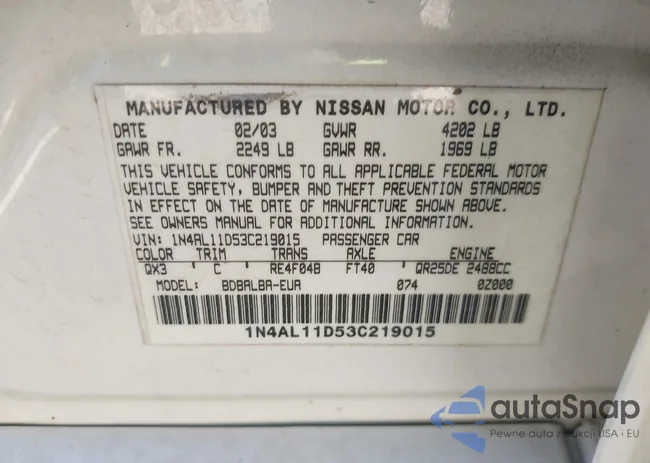 MANUFACTURED BY NISSAN MOTOR CO., LTD.
DATE 02/03 GVWR 4202 LB
GAWR FR. 2249 LB GAWR RR. 1969 LB
THIS VEHICLE CONFORMS TO ALL APPLICABLE FEDERAL MOTOR
VEHICLE SAFETY, BUMPER AND THEFT PREVENTION STANDARDS
IN EFFECT ON THE DATE OF MANUFACTURE SHOWN ABOVE.
SEE OWNERS MANUAL FOR ADDITIONAL INFORMATION.
VIN: 1N4AL11D53C219015 PASSENGER CAR
COLOR TRIM TRANS AXLE ENGINE
QX3 C RE4F04B FT40 QR25DE 2488CC
MODEL: BDBALBA-EUA 074 0Z000
1N4AL11D53C219015
autoSnap
Pewne auta z aukcji USA i EU